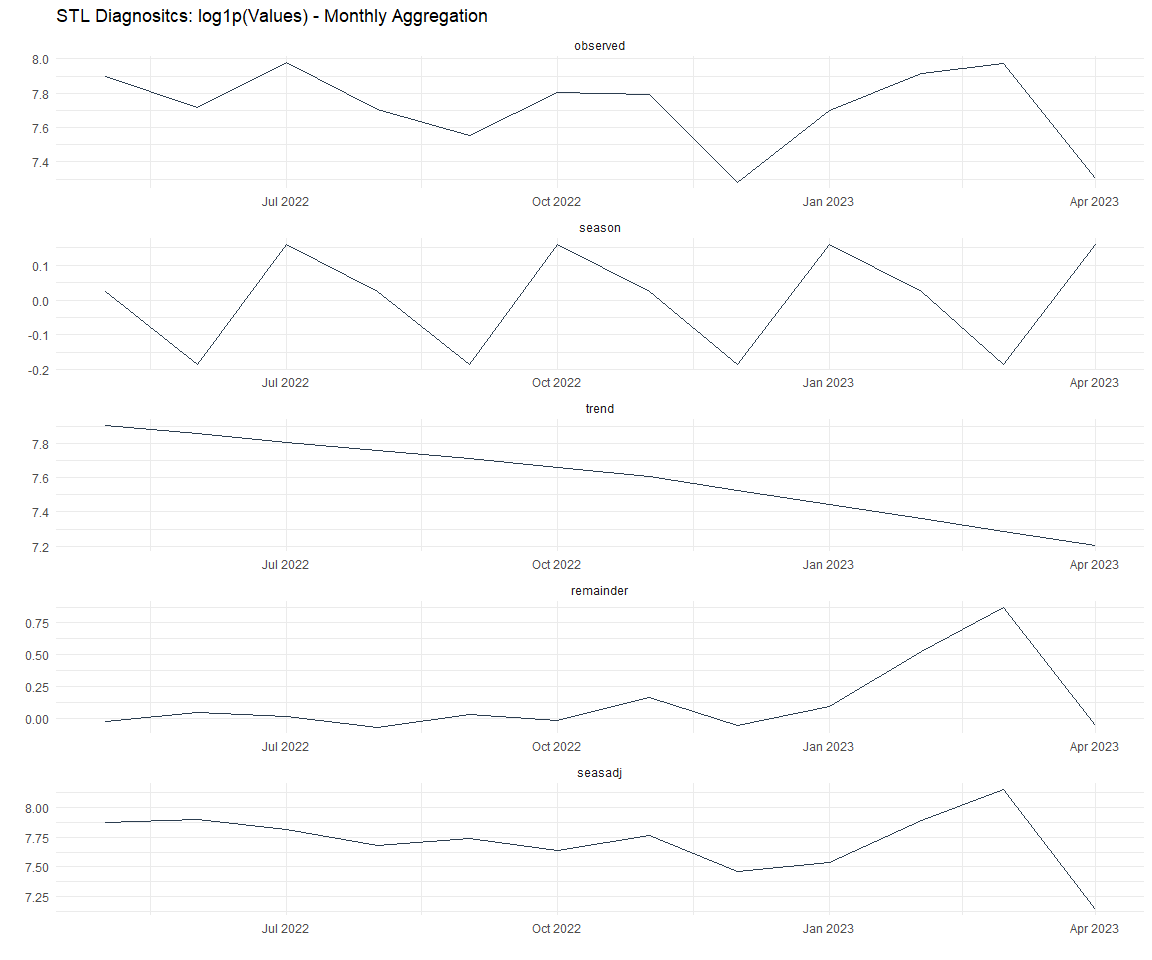 STL Diagnositcs: log1p(Values) - Monthly Aggregation
observed
8.0
7.8
7.6
7.4
Jul 2022 Oct 2022 Jan 2023 Apr 2023
season
0.1
0.0
-0.1
-0.2
Jul 2022 Oct 2022 Jan 2023 Apr 2023
trend
7.8
7.6
7.4
7.2
Jul 2022 Oct 2022 Jan 2023 Apr 2023
remainder
0.75
0.50
0.25
0.00
Jul 2022 Oct 2022 Jan 2023 Apr 2023
seasadj
8.00
7.75
7.50
7.25
Jul 2022 Oct 2022 Jan 2023 Apr 2023